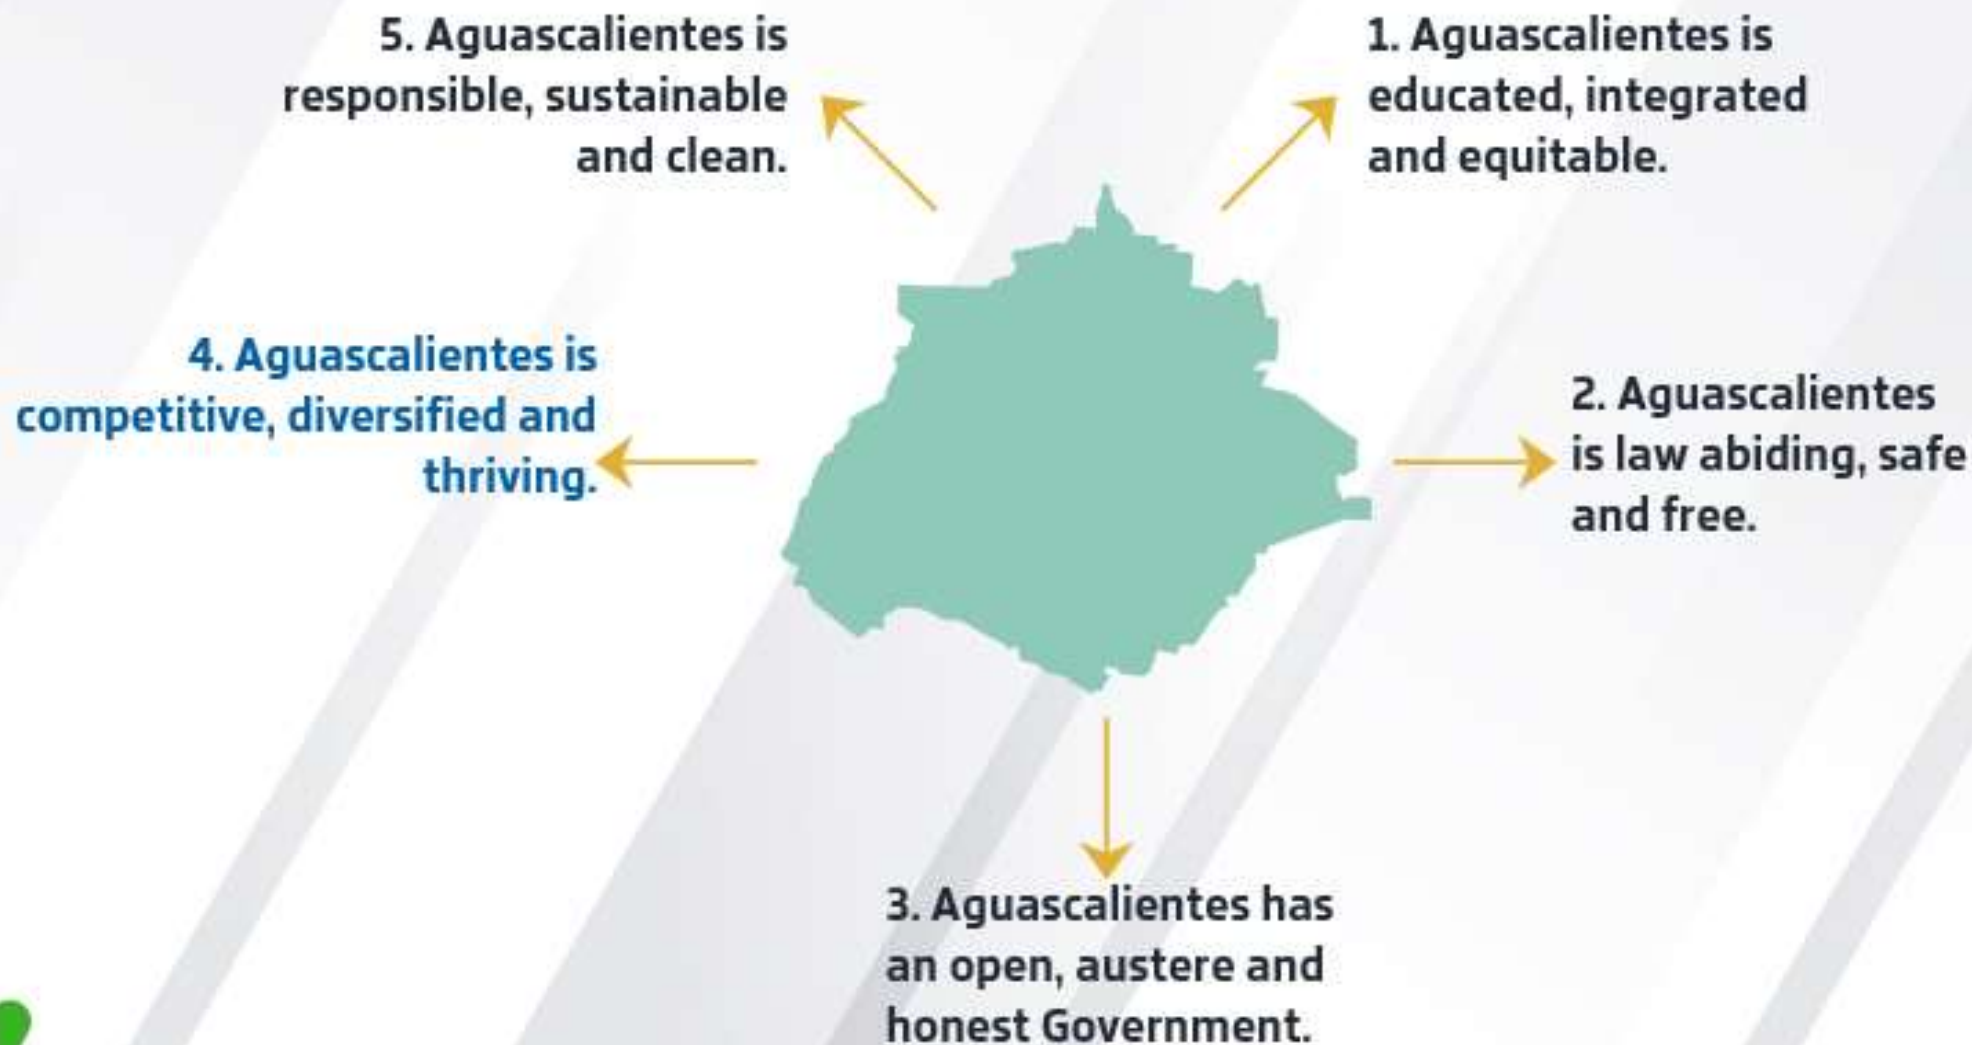 5. Aguascalientes is
responsible, sustainable
and clean.
1. Aguascalientes is
educated, integrated
and equitable.
4. Aguascalientes is
competitive, diversified and
thriving.
2. Aguascalientes
is law abiding, safe
and free.
3. Aguascalientes has
an open, austere and
honest Government.